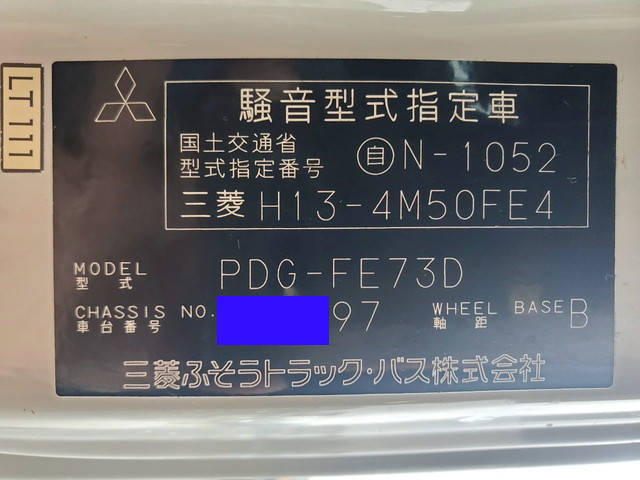 LT111
騒音型式指定車
国土交通省
型式指定番号
自N-1052
三菱 H13-4M50FE4
MODEL
型式
PDG-FE73D
CHASSIS NO.
車台番号
97
WHEEL BASE
軸距
B
三菱ふそうトラック・バス株式会社